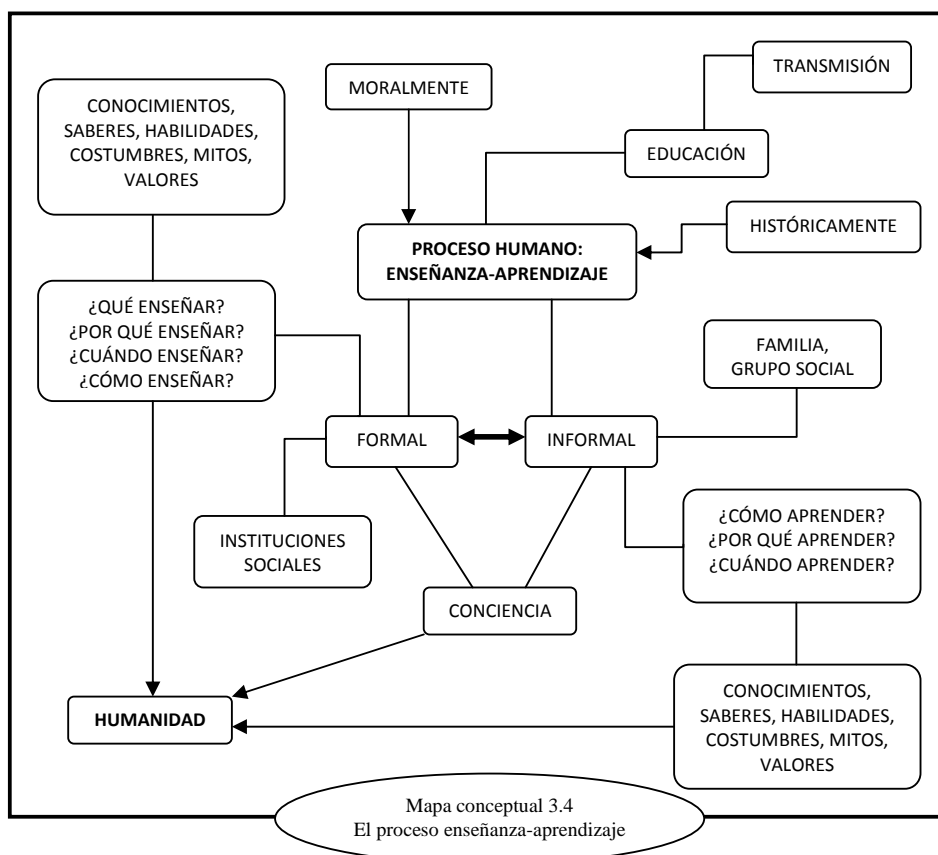 TRANSMISIÓN
MORALMENTE
CONOCIMIENTOS,
SABERES, HABILIDADES,
COSTUMBRES, MITOS,
VALORES
EDUCACIÓN
HISTÓRICAMENTE
PROCESO HUMANO:
ENSEÑANZA-APRENDIZAJE
¿QUÉ ENSEÑAR?
¿POR QUÉ ENSEÑAR?
¿CUÁNDO ENSEÑAR?
¿CÓMO ENSEÑAR?
FAMILIA,
GRUPO SOCIAL
FORMAL
INFORMAL
INSTITUCIONES
SOCIALES
¿CÓMO APRENDER?
¿POR QUÉ APRENDER?
¿CUÁNDO APRENDER?
CONCIENCIA
HUMANIDAD
CONOCIMIENTOS,
SABERES, HABILIDADES,
COSTUMBRES, MITOS,
VALORES
Mapa conceptual 3.4
El proceso enseñanza-aprendizaje